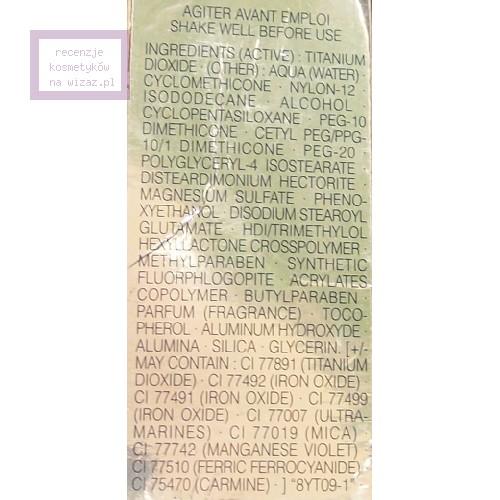 recenzje
kosmetyków
na wizaz.pl
AGITER AVANT EMPLOI
SHAKE WELL BEFORE USE
INGREDIENTS (ACTIVE) : TITANIUM
DIOXIDE · (OTHER) : AQUA (WATER) ·
CYCLOMETHICONE · NYLON-12 ·
ISODODECANE · ALCOHOL ·
CYCLOPENTASILOXANE · PEG-10
DIMETHICONE · CETYL PEG/PPG-
10/1 DIMETHICONE · PEG-20 ·
POLYGLYCERYL-4 ISOSTEARATE ·
DISTEARDIMONIUM HECTORITE ·
MAGNESIUM SULFATE · PHENO-
XYETHANOL · DISODIUM STEAROYL
GLUTAMATE · HDI/TRIMETHYLOL
HEXYLLACTONE CROSSPOLYMER ·
METHYLPARABEN · SYNTHETIC
FLUORPHLOGOPITE · ACRYLATES
COPOLYMER · BUTYLPARABEN ·
PARFUM (FRAGRANCE) · TOCO-
PHEROL · ALUMINUM HYDROXYDE ·
ALUMINA · SILICA · GLYCERIN. [+/-
MAY CONTAIN : CI 77891 (TITANIUM
DIOXIDE) · CI 77492 (IRON OXIDE) ·
CI 77491 (IRON OXIDE) · CI 77499
(IRON OXIDE) · CI 77007 (ULTRA-
MARINES) · CI 77019 (MICA) ·
CI 77742 (MANGANESE VIOLET) ·
CI 77510 (FERRIC FERROCYANIDE) ·
CI 75470 (CARMINE) · ] "8YT09-1"